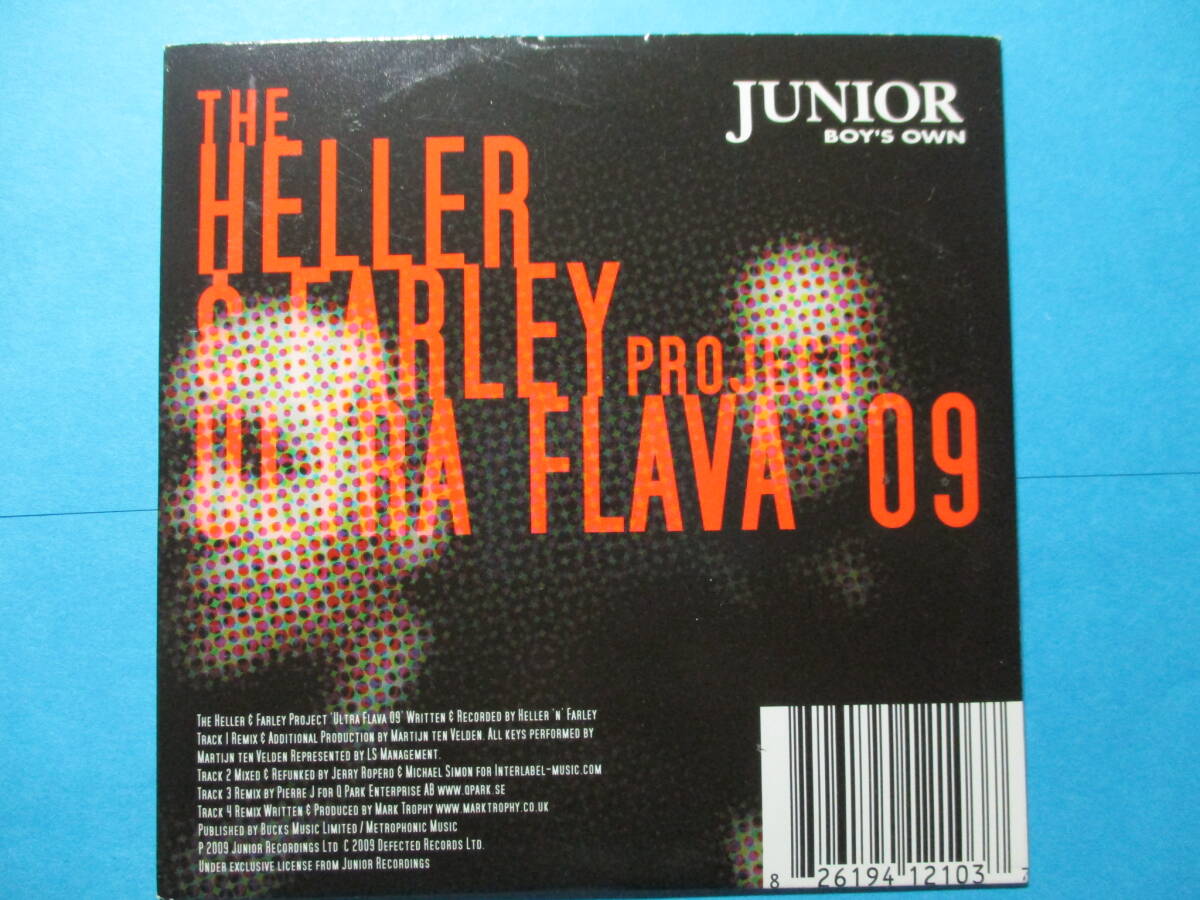 THE
HELLER
& FARLEY PROJECT
ULTRA FLAVA 09
JUNIOR
BOY'S OWN
The Heller & Farley Project 'Ultra Flava 09' Written & Recorded by Heller 'n' Farley
Track 1 Remix & Additional Production by Martijn ten Velden. All keys performed by
Martijn ten Velden Represented by LS Management.
Track 2 Mixed & Refunked by Jerry Ropero & Michael Simon for Interlabel-music.com
Track 3 Remix by Pierre J for Q Park Enterprise AB www.qpark.se
Track 4 Remix Written & Produced by Mark Trophy www.marktrophy.co.uk
Published by Bucks Music Limited / Metrophonic Music
P 2009 Junior Recordings Ltd C 2009 Defected Records Ltd.
Under exclusive license from Junior Recordings
8 26194 12103 7